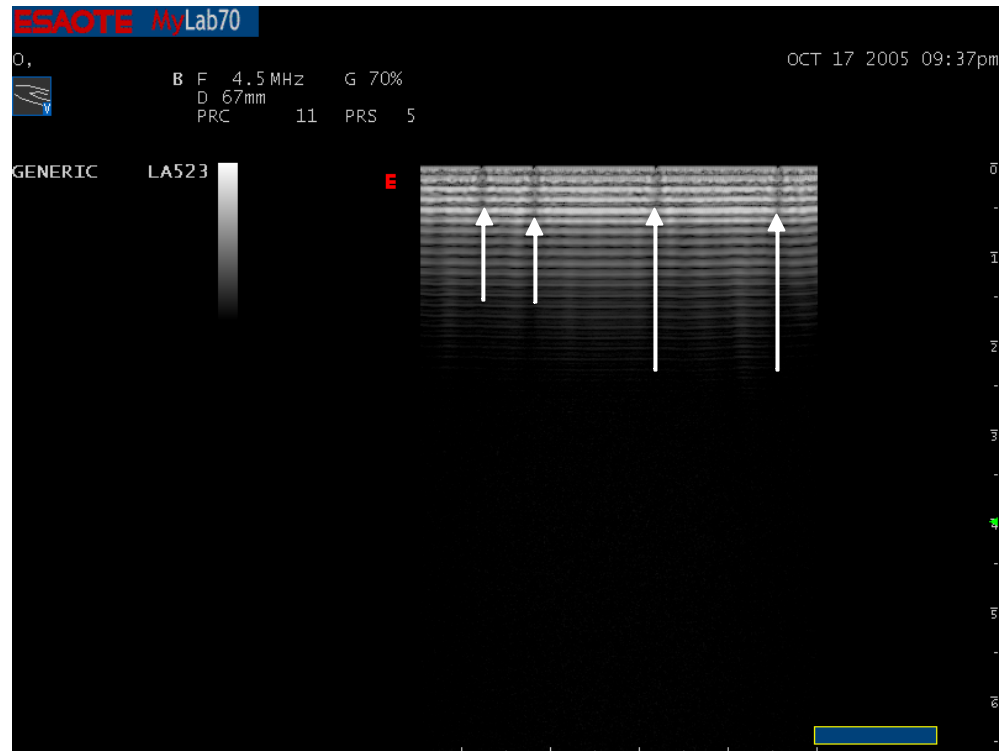 ESAOTE MyLab70
O,
OCT 17 2005 09:37pm
B F 4.5MHz G 70%
D 67mm
PRC 11 PRS 5
V
GENERIC LA523
E
0
1
2
3
4
5
6